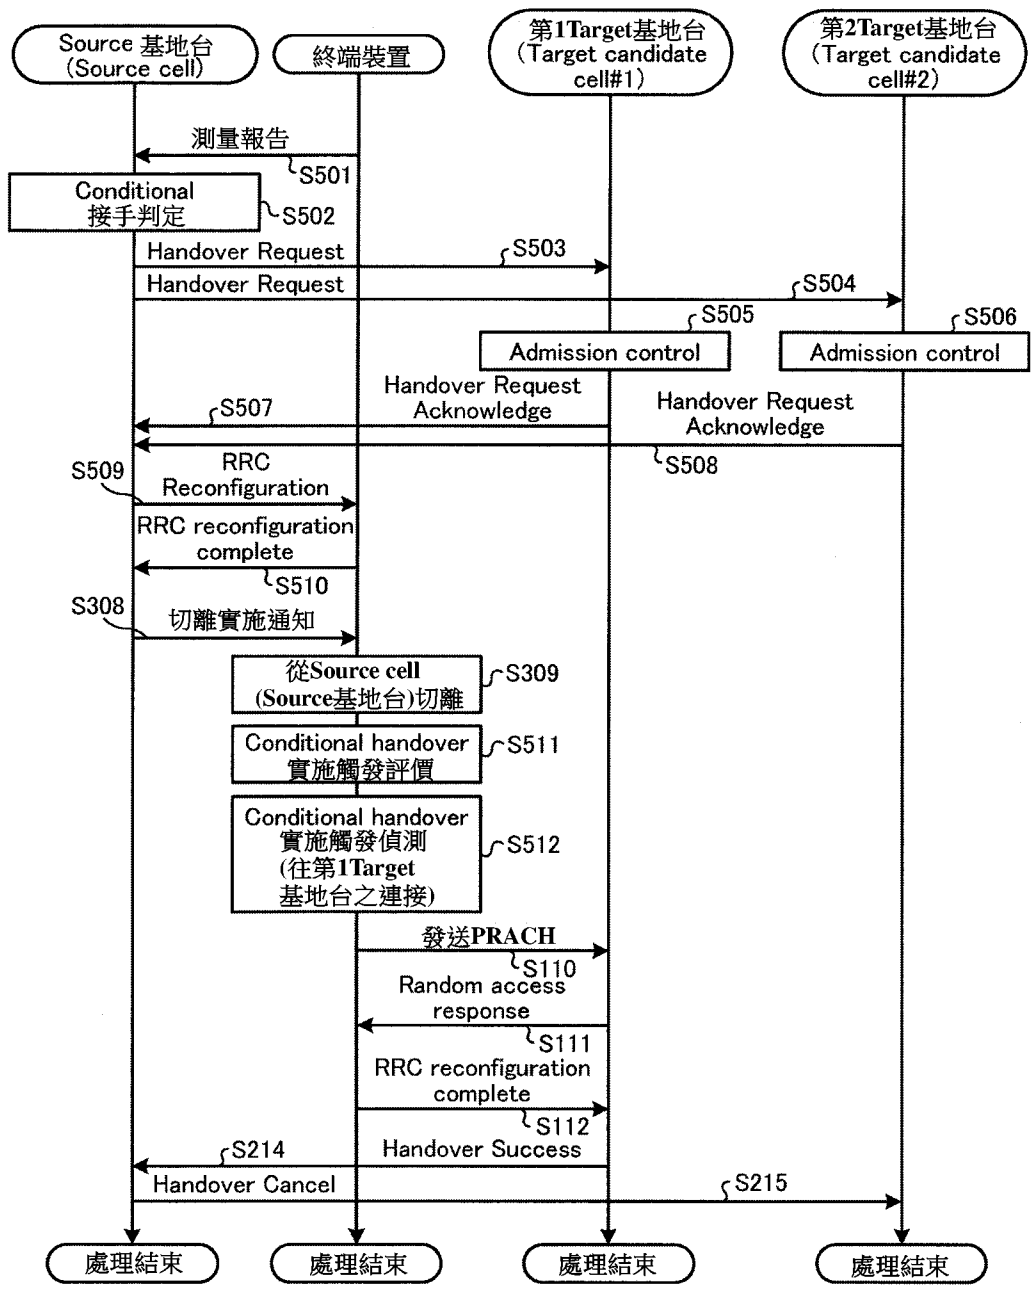 Source 基地台
(Source cell)
終端裝置
第1Target基地台
(Target candidate
cell#1)
第2Target基地台
(Target candidate
cell#2)
測量報告
S501
Conditional
接手判定
S502
Handover Request
S503
Handover Request
S504
S505
Admission control
S506
Admission control
Handover Request
Acknowledge
S507
Handover Request
Acknowledge
S508
S509
RRC
Reconfiguration
RRC reconfiguration
complete
S510
S308
切離實施通知
從Source cell
(Source基地台)切離
S309
Conditional handover
實施觸發評價
S511
Conditional handover
實施觸發偵測
(往第1Target
基地台之連接)
S512
發送PRACH
S110
Random access
response
S111
RRC reconfiguration
complete
S112
S214
Handover Success
Handover Cancel
S215
處理結束
處理結束
處理結束
處理結束